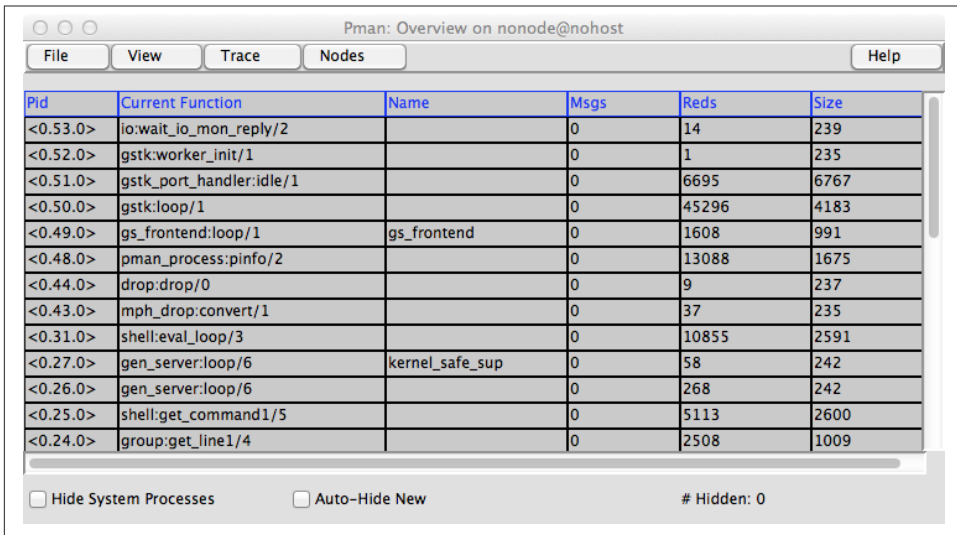 Pman: Overview on nonode@nohost
File View Trace Nodes Help
Pid Current Function Name Msgs Reds Size
<0.53.0> io:wait_io_mon_reply/2 0 14 239
<0.52.0> gstk:worker_init/1 0 1 235
<0.51.0> gstk_port_handler:idle/1 0 6695 6767
<0.50.0> gstk:loop/1 0 45296 4183
<0.49.0> gs_frontend:loop/1 gs_frontend 0 1608 991
<0.48.0> pman_process:pinfo/2 0 13088 1675
<0.44.0> drop:drop/0 0 9 237
<0.43.0> mph_drop:convert/1 0 37 235
<0.31.0> shell:eval_loop/3 0 10855 2591
<0.27.0> gen_server:loop/6 kernel_safe_sup 0 58 242
<0.26.0> gen_server:loop/6 0 268 242
<0.25.0> shell:get_command1/5 0 5113 2600
<0.24.0> group:get_line1/4 0 2508 1009
Hide System Processes Auto-Hide New # Hidden: 0